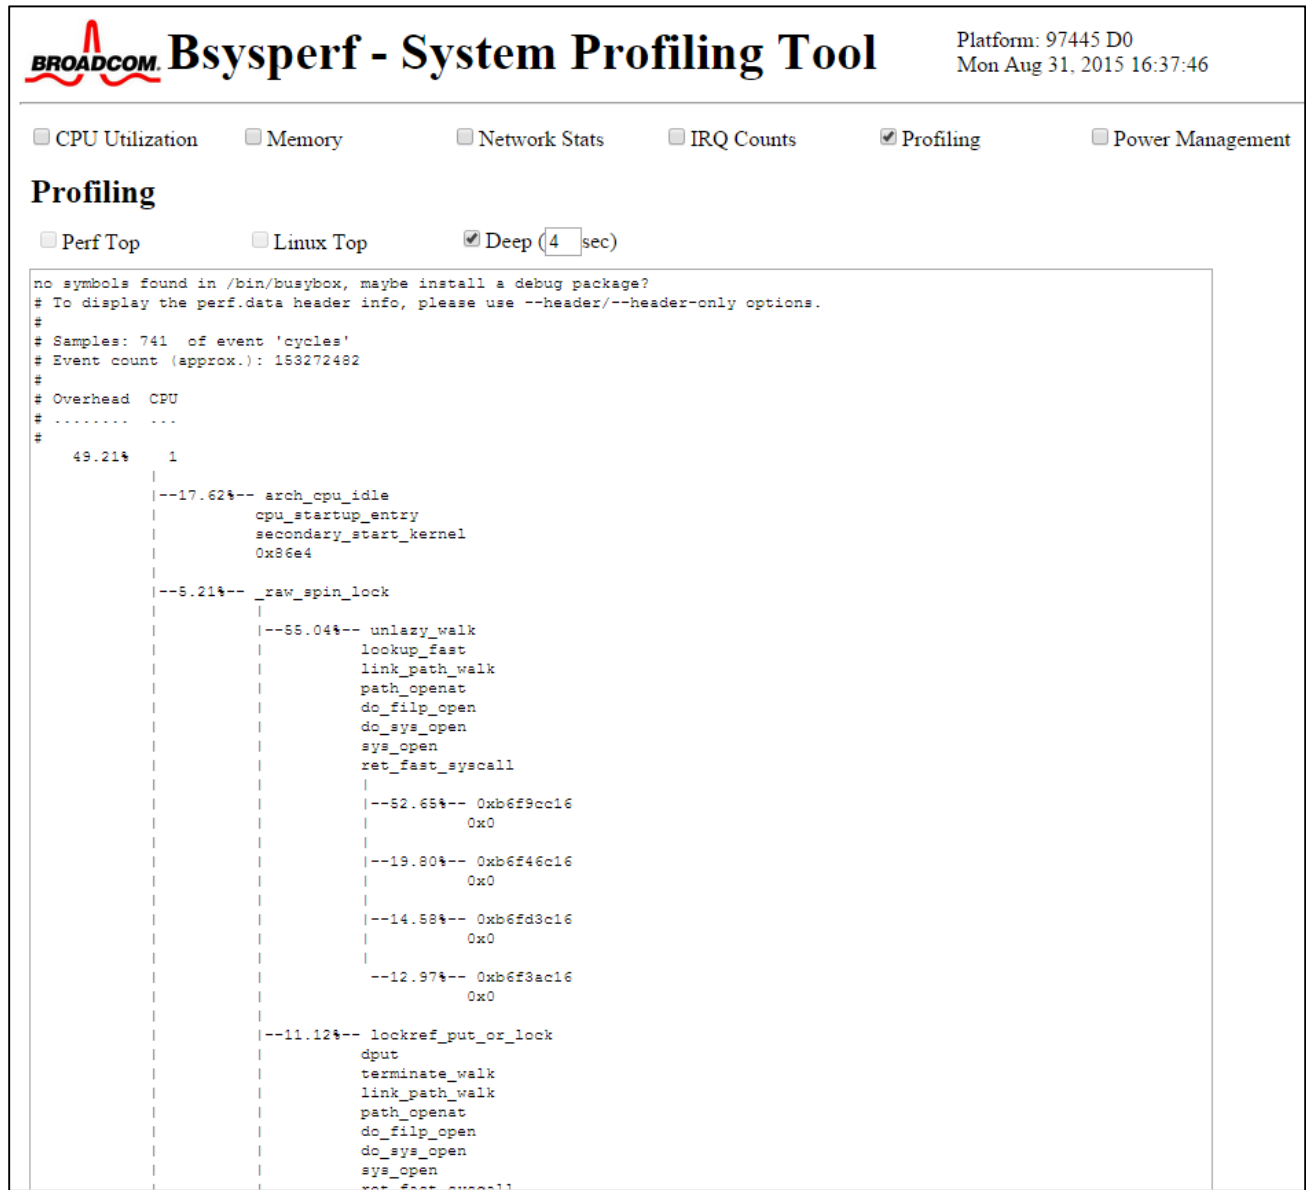 BROADCOM. Bsysperf - System Profiling Tool
Platform: 97445 D0
Mon Aug 31, 2015 16:37:46
CPU Utilization Memory Network Stats IRQ Counts Profiling Power Management
Profiling
Perf Top Linux Top Deep (4 sec)
no symbols found in /bin/busybox, maybe install a debug package?
# To display the perf.data header info, please use --header/--header-only options.
#
# Samples: 741  of event 'cycles'
# Event count (approx.): 153272482
#
# Overhead  CPU
# ........  ...
#
    49.21%    1
            |
            |--17.62%-- arch_cpu_idle
            |          cpu_startup_entry
            |          secondary_start_kernel
            |          0x86e4
            |
            |--5.21%-- _raw_spin_lock
            |          |
            |          |--55.04%-- unlazy_walk
            |          |          lookup_fast
            |          |          link_path_walk
            |          |          path_openat
            |          |          do_filp_open
            |          |          do_sys_open
            |          |          sys_open
            |          |          ret_fast_syscall
            |          |          |
            |          |          |--52.65%-- 0xb6f9cc16
            |          |          |          0x0
            |          |          |
            |          |          |--19.80%-- 0xb6f46c16
            |          |          |          0x0
            |          |          |
            |          |          |--14.58%-- 0xb6fd3c16
            |          |          |          0x0
            |          |          |
            |          |           --12.97%-- 0xb6f3ac16
            |          |                     0x0
            |          |
            |          |--11.12%-- lockref_put_or_lock
            |          |          dput
            |          |          terminate_walk
            |          |          link_path_walk
            |          |          path_openat
            |          |          do_filp_open
            |          |          do_sys_open
            |          |          sys_open
            |          |          ret_fast_syscall